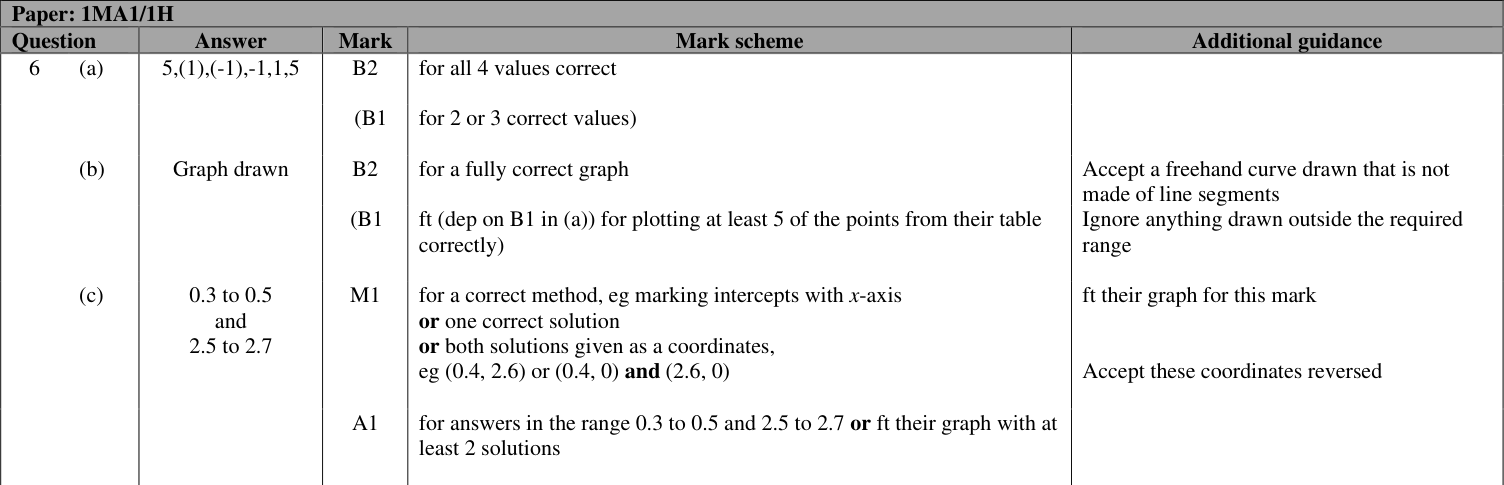 Paper: 1MA1/1H
Question Answer Mark Mark scheme Additional guidance
6 (a) 5,(1),(-1),-1,1,5 B2 for all 4 values correct
(B1 for 2 or 3 correct values)
(b) Graph drawn B2 for a fully correct graph Accept a freehand curve drawn that is not
made of line segments
(B1 ft (dep on B1 in (a)) for plotting at least 5 of the points from their table Ignore anything drawn outside the required
correctly) range
(c) 0.3 to 0.5 M1 for a correct method, eg marking intercepts with x-axis ft their graph for this mark
and or one correct solution
2.5 to 2.7 or both solutions given as a coordinates,
eg (0.4, 2.6) or (0.4, 0) and (2.6, 0) Accept these coordinates reversed
A1 for answers in the range 0.3 to 0.5 and 2.5 to 2.7 or ft their graph with at
least 2 solutions